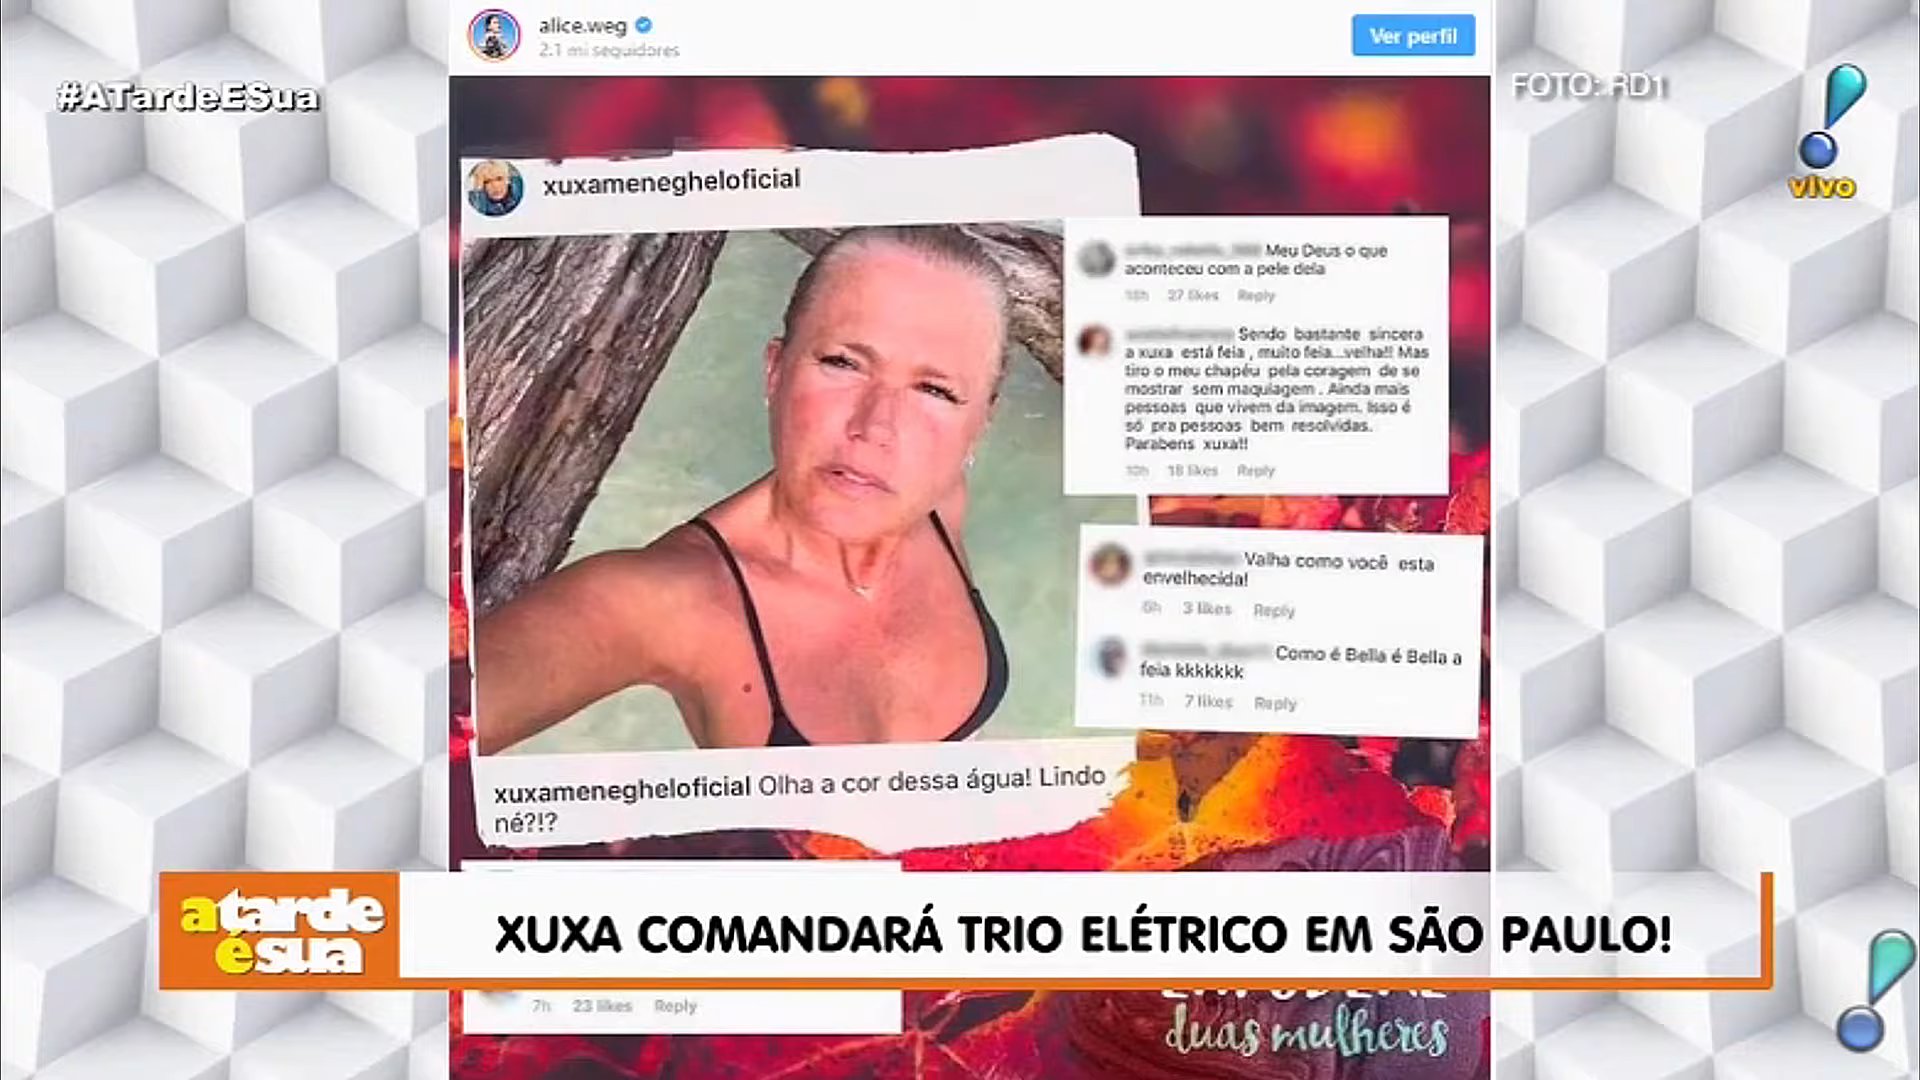 alice.weg
2.1 mi seguidores
Ver perfil
#ATardeESua
FOTO: RD1
vivo
xuxamenegheloficial
Meu Deus o que
aconteceu com a pele dela
27 likes Reply
Sendo bastante sincera
a xuxa está feia , muito feia...velha!! Mas
tiro o meu chapéu pela coragem de se
mostrar sem maquiagem . Ainda mais
pessoas que vivem da imagem. Isso é
só pra pessoas bem resolvidas.
Parabens xuxa!!
10h 18 likes Reply
Valha como você esta
envelhecida!
3 likes Reply
Como é Bella é Bella a
feia kkkkkkk
11h 7 likes Reply
xuxamenegheloficial Olha a cor dessa água! Lindo
né?!?
a tarde
é sua
XUXA COMANDARÁ TRIO ELÉTRICO EM SÃO PAULO!
7h 23 likes Reply
duas mulheres